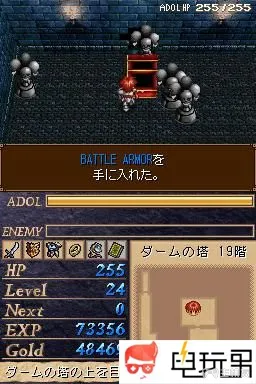 ADOL HP 255/255
BATTLE ARMORを
手に入れた。
ADOL
ENEMY
ダームの塔 19階
HP 255
Level 24
Next 0
EXP 73356
Gold 4846
ダームの塔の上を目
电玩男